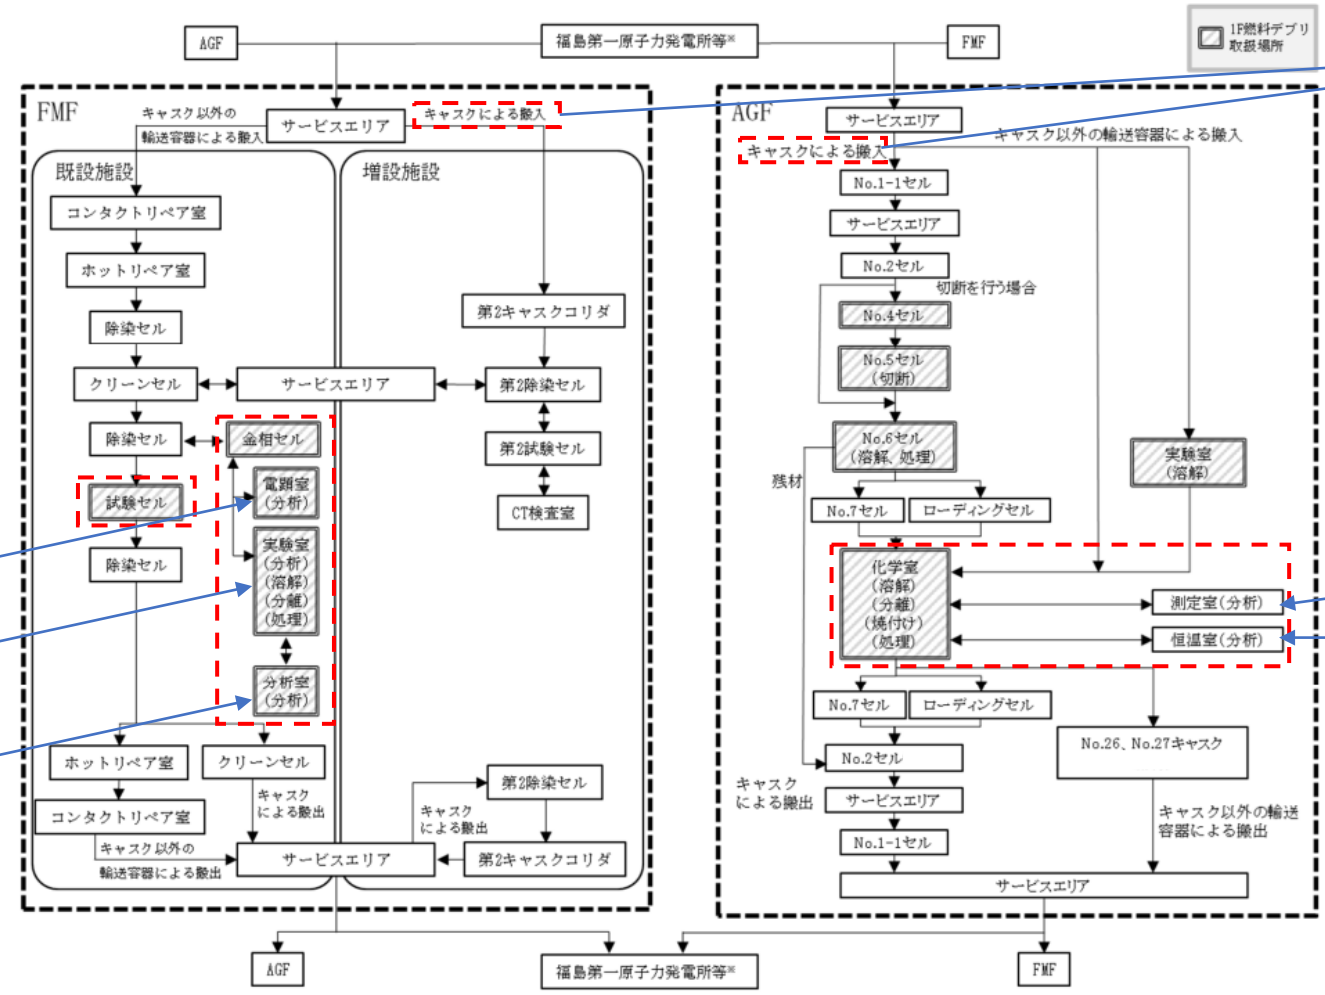 AGF
福島第一原子力発電所等※
FMF
1F燃料デブリ
取扱場所
FMF
キャスク以外の
輸送容器による搬入
サービスエリア
キャスクによる搬入
既設施設
増設施設
コンタクトリペア室
ホットリペア室
除染セル
クリーンセル
サービスエリア
第2キャスクコリダ
第2除染セル
除染セル
金相セル
第2試験セル
試験セル
電顕室
(分析)
CT検査室
除染セル
実験室
(分析)
(溶解)
(分離)
(処理)
分析室
(分析)
ホットリペア室
クリーンセル
コンタクトリペア室
キャスク
による搬出
キャスク以外の
輸送容器による搬出
サービスエリア
キャスク
による搬出
第2除染セル
第2キャスクコリダ
AGF
サービスエリア
キャスクによる搬入
キャスク以外の輸送容器による搬入
No.1-1セル
サービスエリア
No.2セル
切断を行う場合
No.4セル
No.5セル
(切断)
No.6セル
(溶解、処理)
実験室
(溶解)
残材
No.7セル
ローディングセル
化学室
(溶解)
(分離)
(焼付け)
(処理)
測定室(分析)
恒温室(分析)
No.7セル
ローディングセル
No.2セル
No.26、No.27キャスク
キャスク
による搬出
サービスエリア
キャスク以外の輸送
容器による搬出
No.1-1セル
サービスエリア
AGF
福島第一原子力発電所等※
FMF